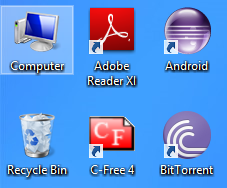 Computer
Adobe
Reader XI
Android
Recycle Bin
CF
C-Free 4
BitTorrent